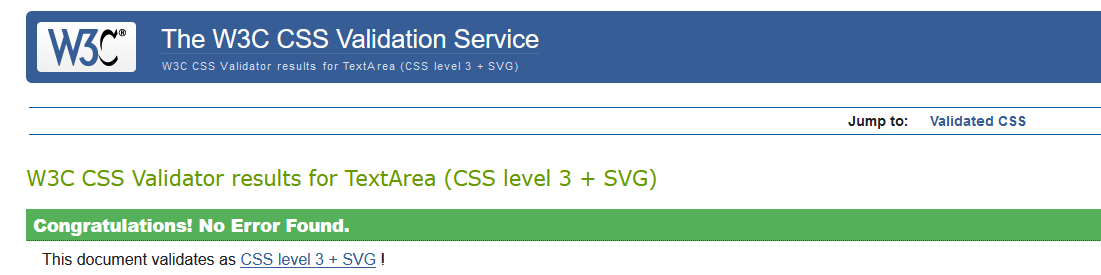 W3C®
The W3C CSS Validation Service
W3C CSS Validator results for TextArea (CSS level 3 + SVG)
Jump to: Validated CSS
W3C CSS Validator results for TextArea (CSS level 3 + SVG)
Congratulations! No Error Found.
This document validates as CSS level 3 + SVG !